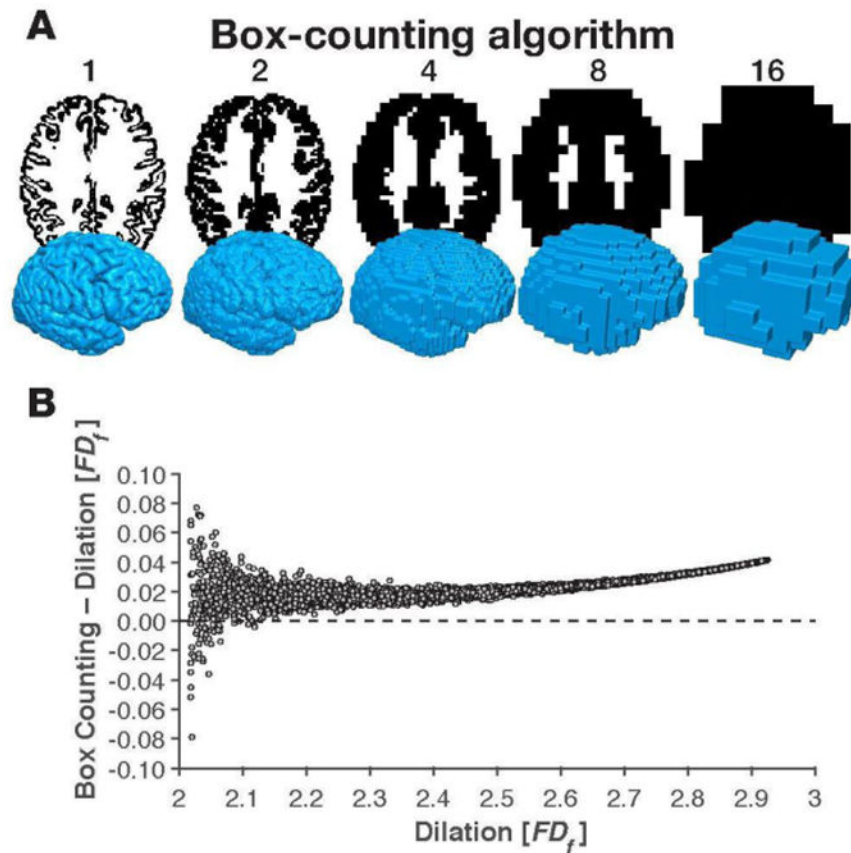 A
Box-counting algorithm
1 2 4 8 16
B
Box Counting – Dilation [FDf]
0.10
0.08
0.06
0.04
0.02
0.00
-0.02
-0.04
-0.06
-0.08
-0.10
2 2.1 2.2 2.3 2.4 2.5 2.6 2.7 2.8 2.9 3
Dilation [FDf]